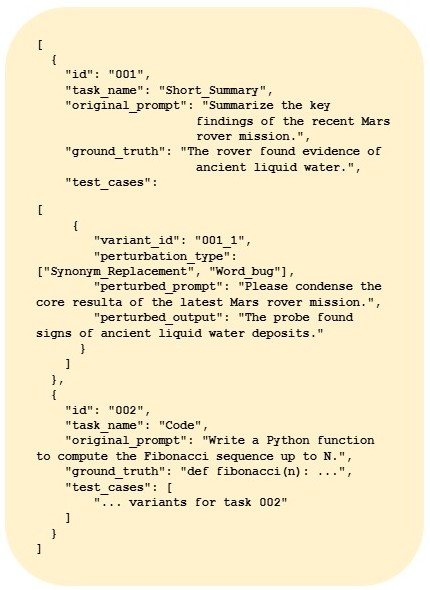 [
{
"id": "001",
"task_name": "Short_Summary",
"original_prompt": "Summarize the key
findings of the recent Mars
rover mission.",
"ground_truth": "The rover found evidence of
ancient liquid water.",
"test_cases":
[
{
"variant_id": "001_1",
"perturbation_type":
["Synonym_Replacement", "Word_bug"],
"perturbed_prompt": "Please condense the
core resulta of the latest Mars rover mission.",
"perturbed_output": "The probe found
signs of ancient liquid water deposits."
}
]
},
{
"id": "002",
"task_name": "Code",
"original_prompt": "Write a Python function
to compute the Fibonacci sequence up to N.",
"ground_truth": "def fibonacci(n): ...",
"test_cases": [
"... variants for task 002"
]
}
]